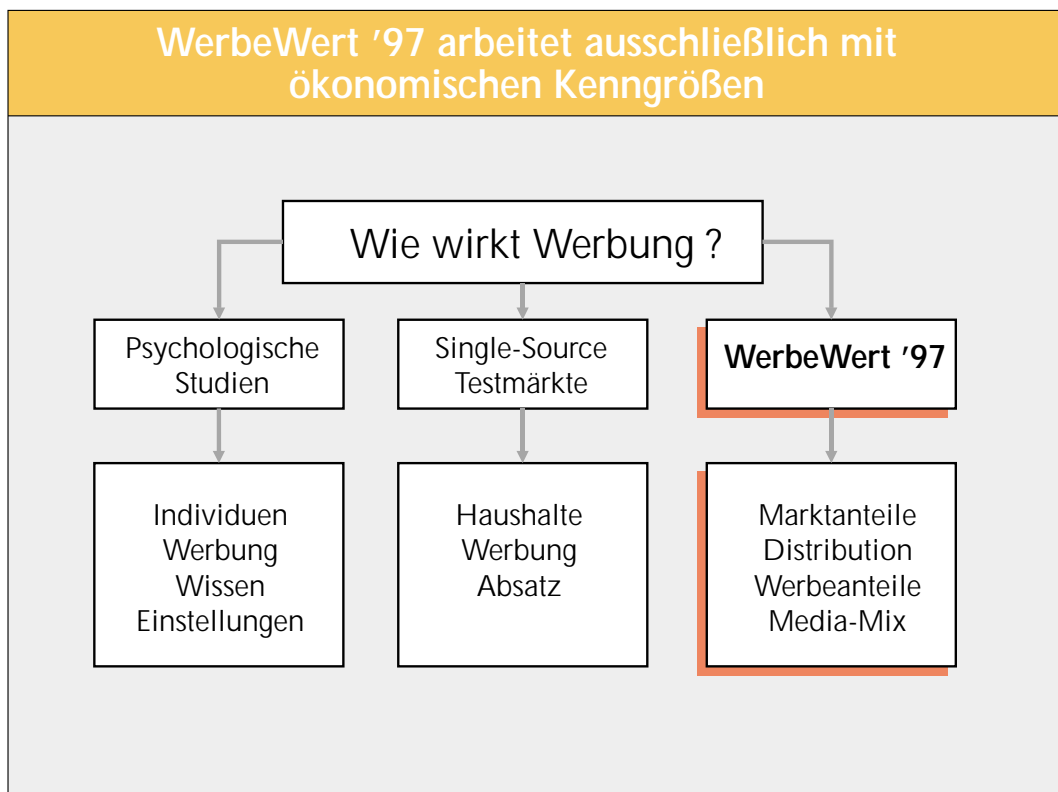 WerbeWert '97 arbeitet ausschließlich mit
ökonomischen Kenngrößen
Wie wirkt Werbung ?
Psychologische
Studien
Single-Source
Testmärkte
WerbeWert '97
Individuen
Werbung
Wissen
Einstellungen
Haushalte
Werbung
Absatz
Marktanteile
Distribution
Werbeanteile
Media-Mix